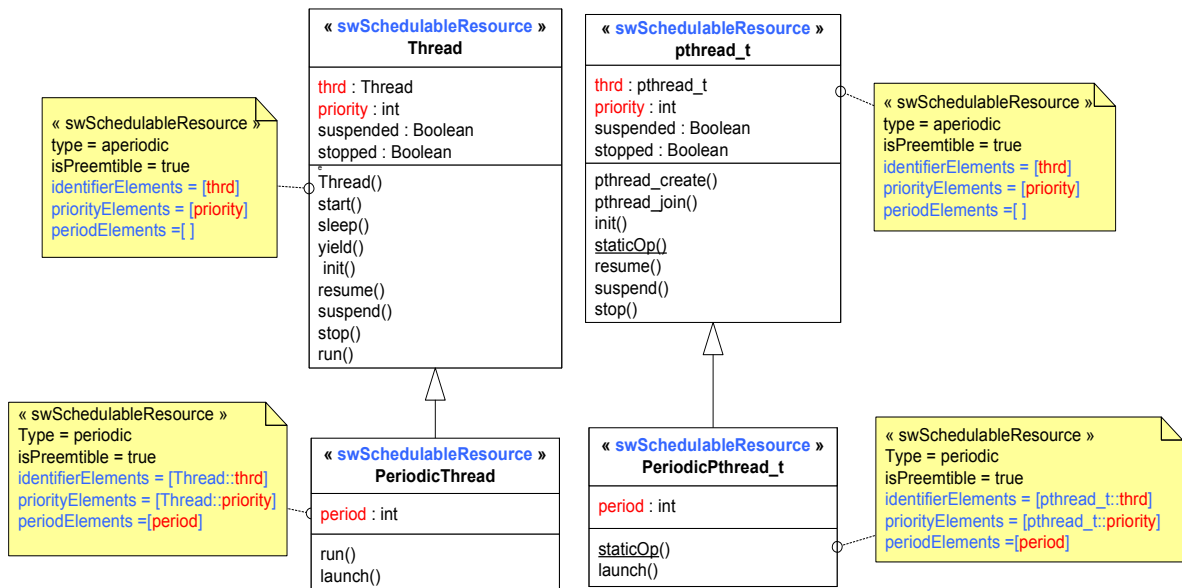 « swSchedulableResource »
Thread
thrd : Thread
priority : int
suspended : Boolean
stopped : Boolean
e
Thread()
start()
sleep()
yield()
init()
resume()
suspend()
stop()
run()
« swSchedulableResource »
pthread_t
thrd : pthread_t
priority : int
suspended : Boolean
stopped : Boolean
pthread_create()
pthread_join()
init()
staticOp()
resume()
suspend()
stop()
« swSchedulableResource »
type = aperiodic
isPreemtible = true
identifierElements = [thrd]
priorityElements = [priority]
periodElements =[ ]
« swSchedulableResource »
type = aperiodic
isPreemtible = true
identifierElements = [thrd]
priorityElements = [priority]
periodElements =[ ]
« swSchedulableResource »
Type = periodic
isPreemtible = true
identifierElements = [Thread::thrd]
priorityElements = [Thread::priority]
periodElements =[period]
« swSchedulableResource »
PeriodicThread
period : int
run()
launch()
« swSchedulableResource »
PeriodicPthread_t
period : int
staticOp()
launch()
« swSchedulableResource »
Type = periodic
isPreemtible = true
identifierElements = [pthread_t::thrd]
priorityElements = [pthread_t::priority]
periodElements =[period]